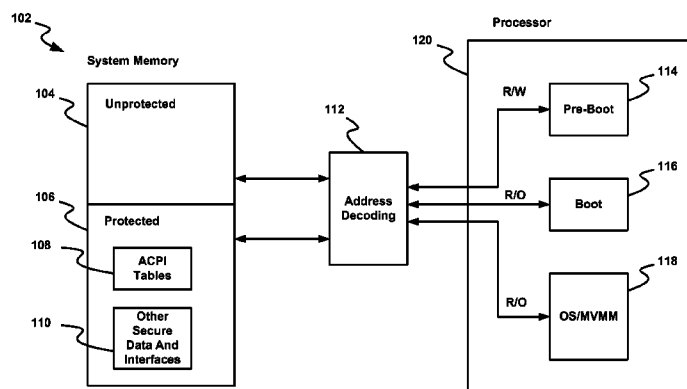 102
System Memory
104
Unprotected
106
Protected
108
ACPI
Tables
110
Other
Secure
Data And
Interfaces
112
Address
Decoding
Processor
120
R/W
Pre-Boot
114
R/O
Boot
116
R/O
OS/MVMM
118